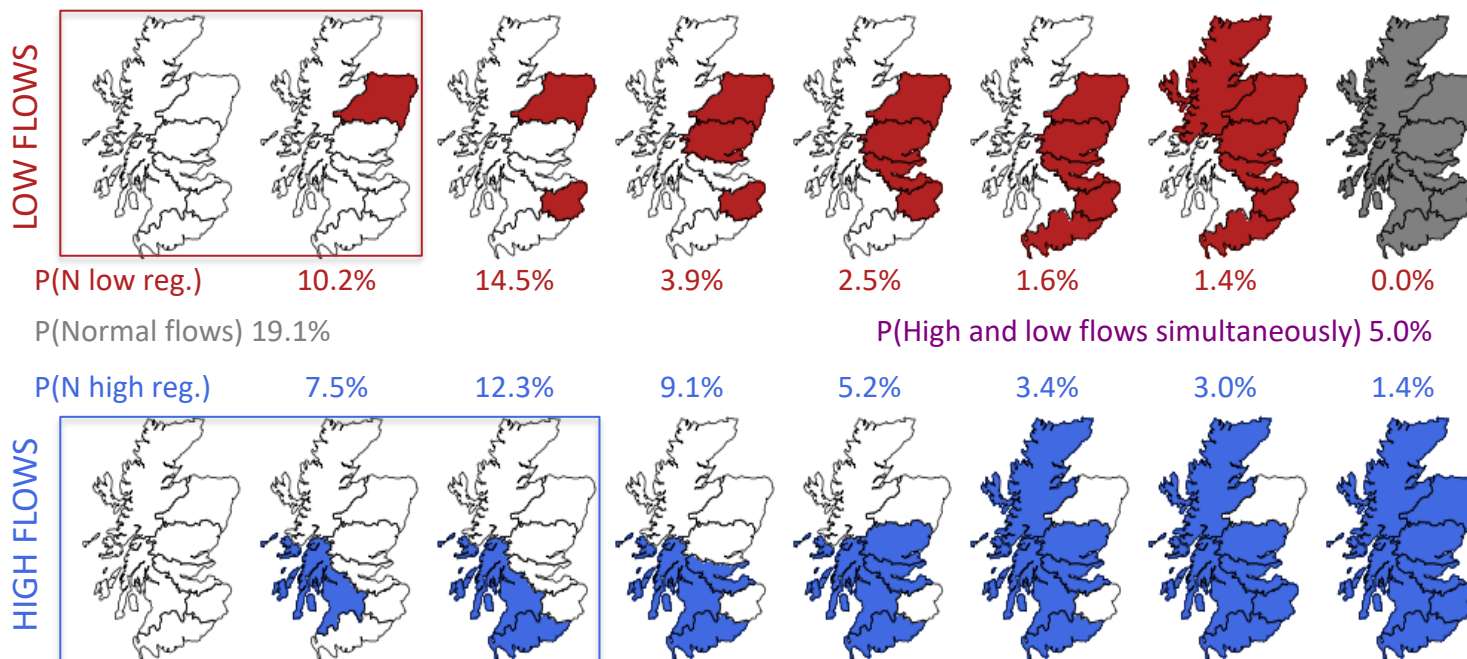 LOW FLOWS
P(N low reg.) 10.2% 14.5% 3.9% 2.5% 1.6% 1.4% 0.0%
P(Normal flows) 19.1% P(High and low flows simultaneously) 5.0%
P(N high reg.) 7.5% 12.3% 9.1% 5.2% 3.4% 3.0% 1.4%
HIGH FLOWS